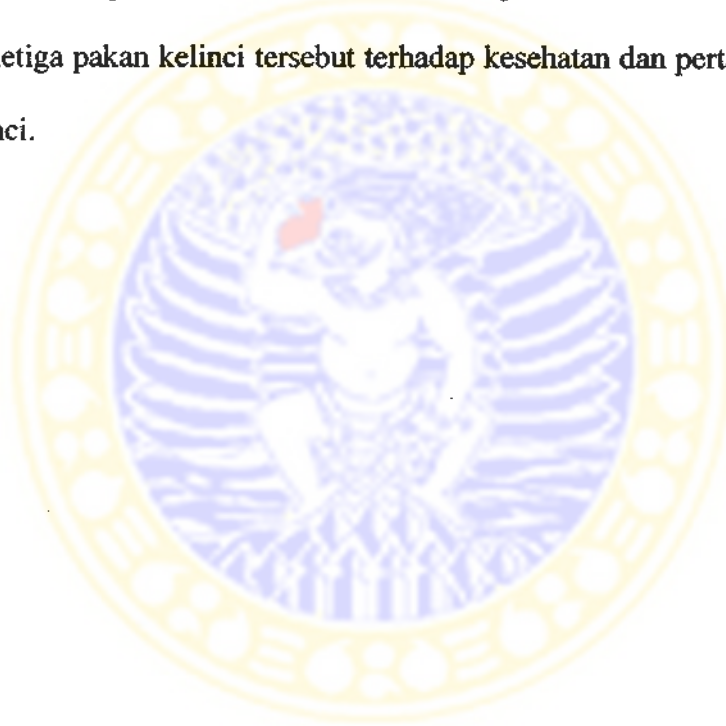 etiga pakan kelinci tersebut terhadap kesehatan dan pert
ci.